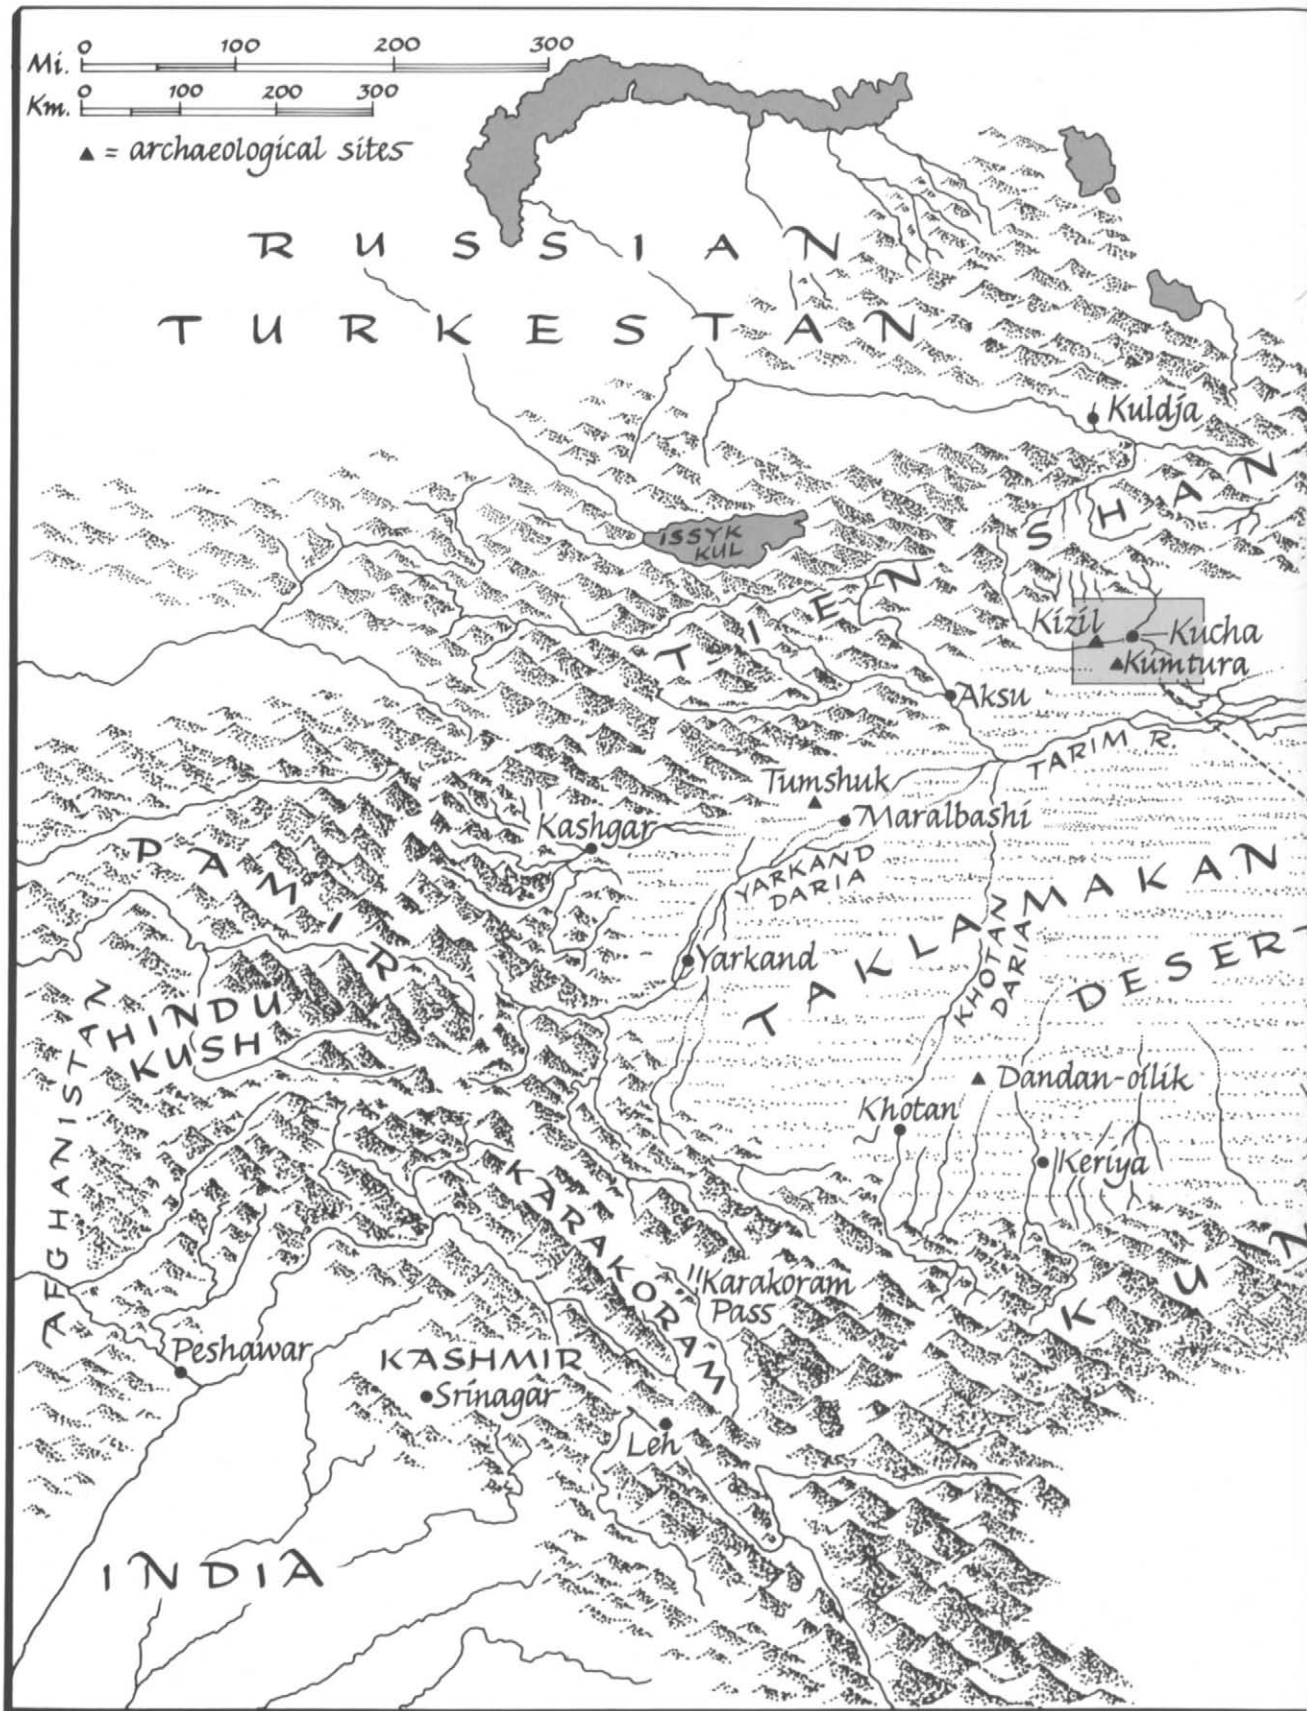 Mi. 0 100 200 300
Km. 0 100 200 300
▲ = archaeological sites
RUSSIAN
TURKESTAN
Kuldja
TIEN SHAN
ISSYK
KUL
Kizil
Kucha
Kumtura
Aksu
TARIM R.
Tumshuk
Maralbashi
Kashgar
YARKAND
DARIA
PAMIR
Yarkand
TAKLAMAKAN
DESERT
KHOTAN
DARIA
HINDU
KUSH
AFGHANISTAN
Dandan-oilik
Khotan
Keriya
KARAKORAM
Karakoram
Pass
KUN
Peshawar
KASHMIR
Srinagar
Leh
INDIA